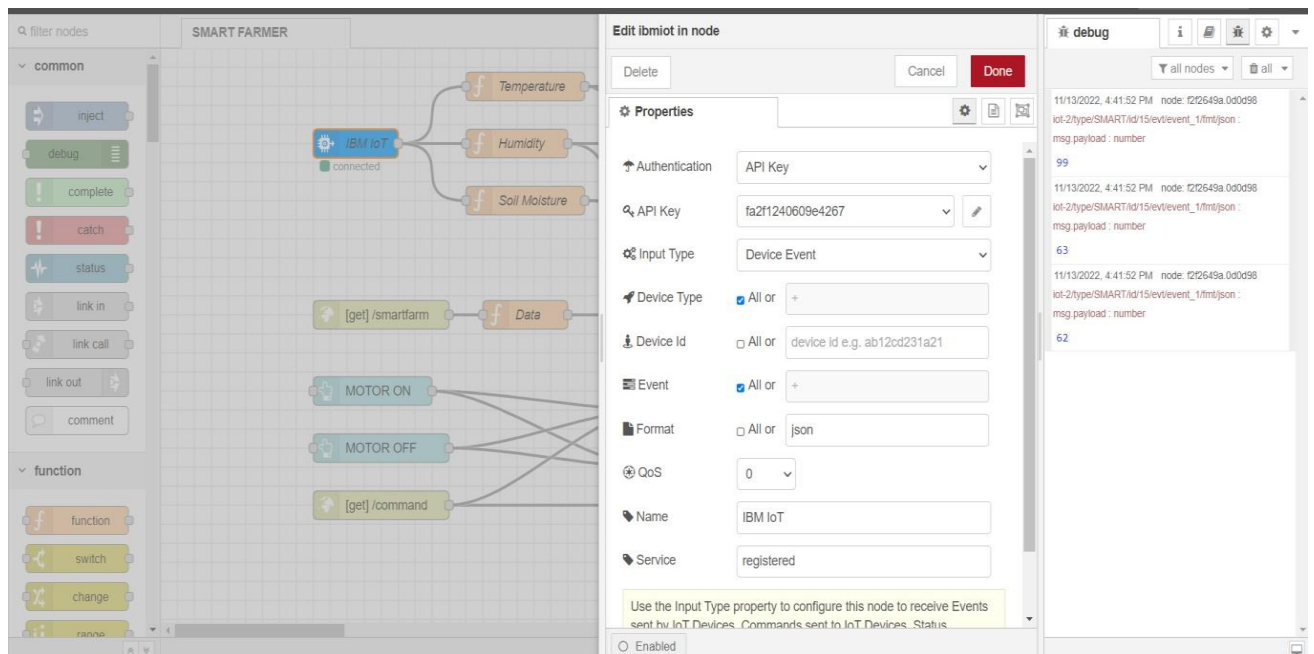 filter nodes
common
inject
debug
complete
catch
status
link in
link call
link out
comment
function
function
switch
change
range
SMART FARMER
IBM IoT
connected
Temperature
Humidity
Soil Moisture
[get] /smartfarm
Data
MOTOR ON
MOTOR OFF
[get] /command
Edit ibmiot in node
Delete
Cancel
Done
Properties
Authentication
API Key
API Key
fa2f1240609e4267
Input Type
Device Event
Device Type
All or
+
Device Id
All or
device id e.g. ab12cd231a21
Event
All or
+
Format
All or
json
QoS
0
Name
IBM IoT
Service
registered
Use the Input Type property to configure this node to receive Events
sent by IoT Devices, Commands sent to IoT Devices, Status
Enabled
debug
i
all nodes
all
11/13/2022, 4:41:52 PM node: f2f2649a.0d0d98
iot-2/type/SMART/id/15/evt/event_1/fmt/json :
msg.payload : number
99
11/13/2022, 4:41:52 PM node: f2f2649a.0d0d98
iot-2/type/SMART/id/15/evt/event_1/fmt/json :
msg.payload : number
63
11/13/2022, 4:41:52 PM node: f2f2649a.0d0d98
iot-2/type/SMART/id/15/evt/event_1/fmt/json :
msg.payload : number
62